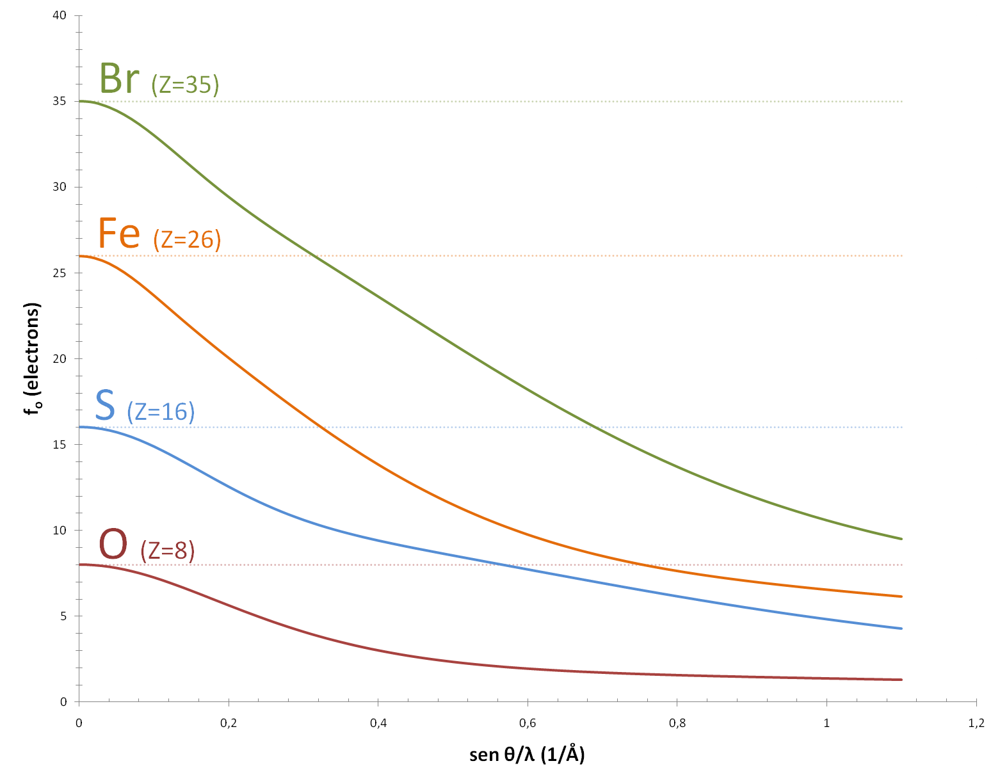 40
Br (Z=35)
35
30
Fe (Z=26)
25
20
S (Z=16)
15
10
O (Z=8)
5
0
fo (electrons)
0 0,2 0,4 0,6 0,8 1 1,2
sen θ/λ (1/Å)